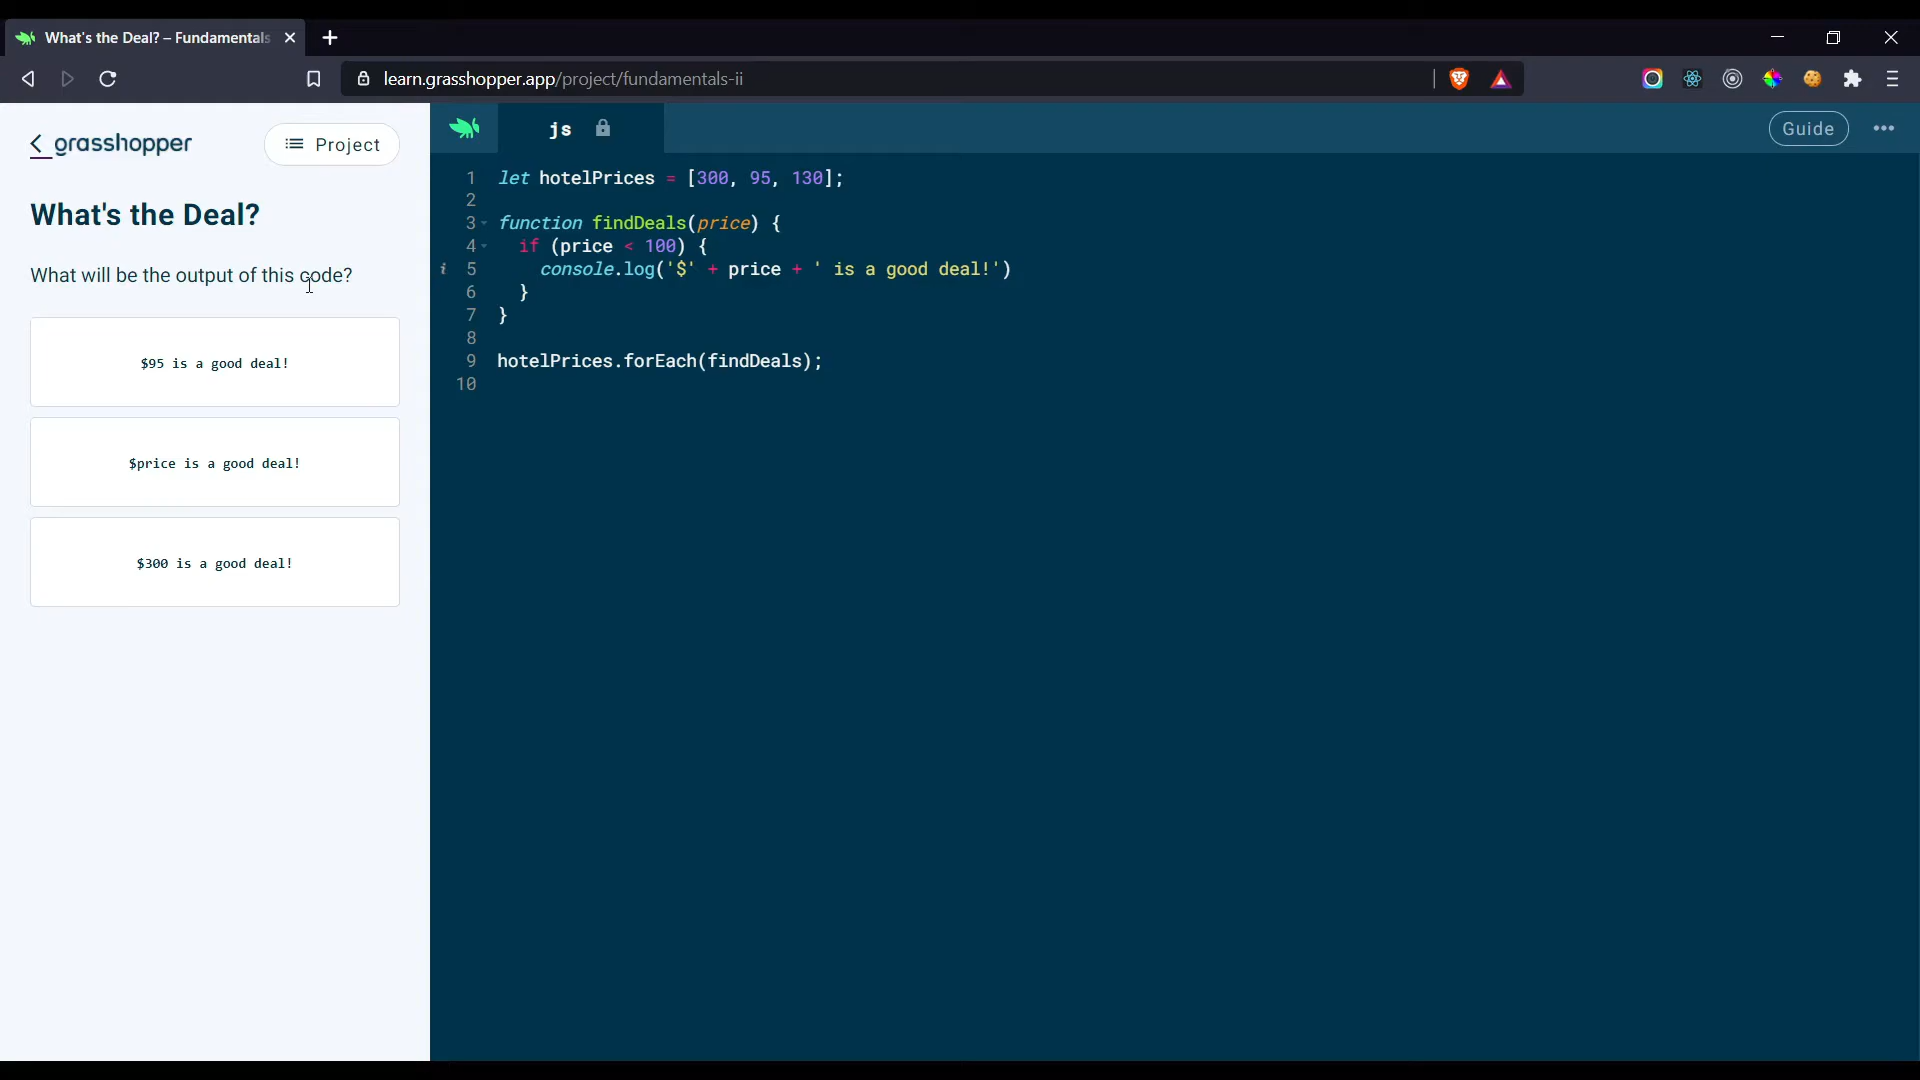 What's the Deal? – Fundamentals
learn.grasshopper.app/project/fundamentals-ii
grasshopper
Project
What's the Deal?
What will be the output of this code?
$95 is a good deal!
$price is a good deal!
$300 is a good deal!
js
Guide
1 let hotelPrices = [300, 95, 130];
2
3 function findDeals(price) {
4   if (price < 100) {
i 5     console.log('$' + price + ' is a good deal!')
6   }
7 }
8
9 hotelPrices.forEach(findDeals);
10